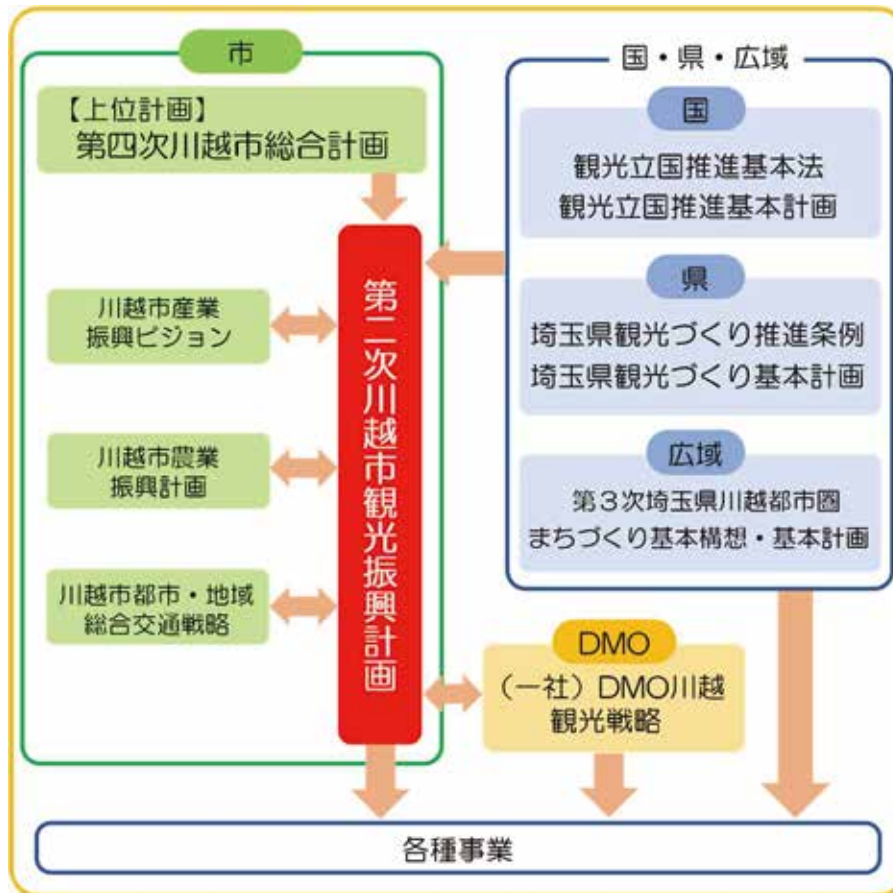 市
【上位計画】
第四次川越市総合計画
川越市産業
振興ビジョン
川越市農業
振興計画
川越市都市・地域
総合交通戦略
第二次川越市観光振興計画
国・県・広域
国
観光立国推進基本法
観光立国推進基本計画
県
埼玉県観光づくり推進条例
埼玉県観光づくり基本計画
広域
第3次埼玉県川越都市圏
まちづくり基本構想・基本計画
DMO
（一社）DMO川越
観光戦略
各種事業